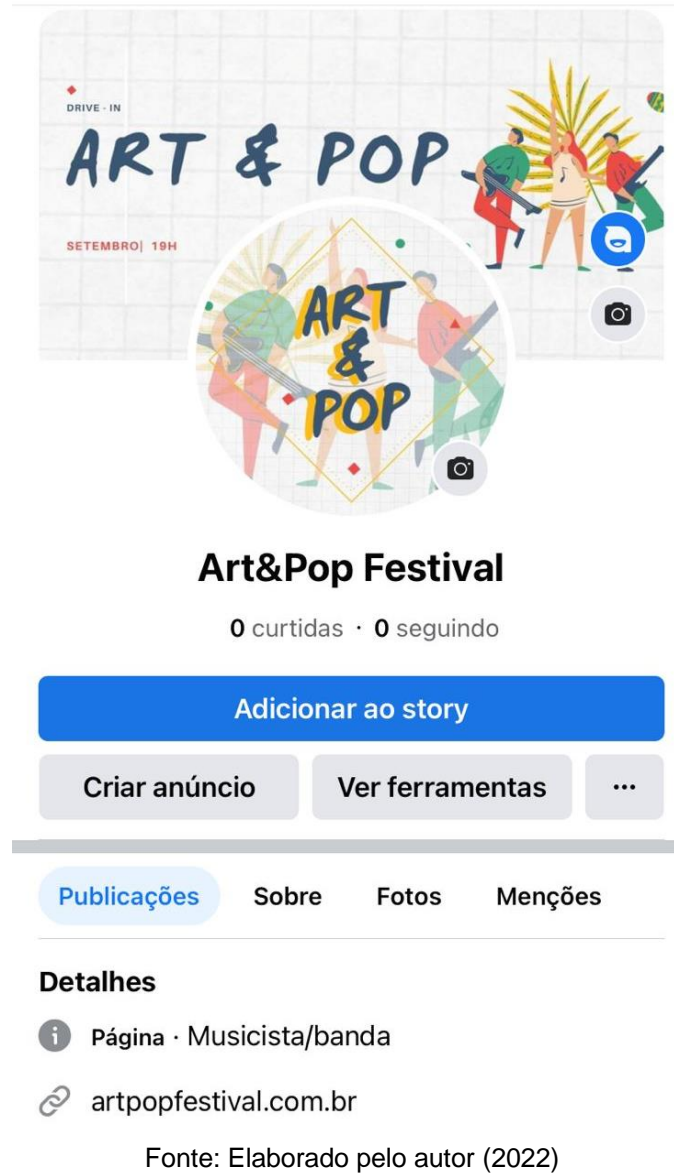 DRIVE - IN
ART & POP
SETEMBRO| 19H
ART
&
POP
Art&Pop Festival
0 curtidas · 0 seguindo
Adicionar ao story
Criar anúncio
Ver ferramentas
...
Publicações
Sobre
Fotos
Menções
Detalhes
Página · Musicista/banda
artpopfestival.com.br
Fonte: Elaborado pelo autor (2022)